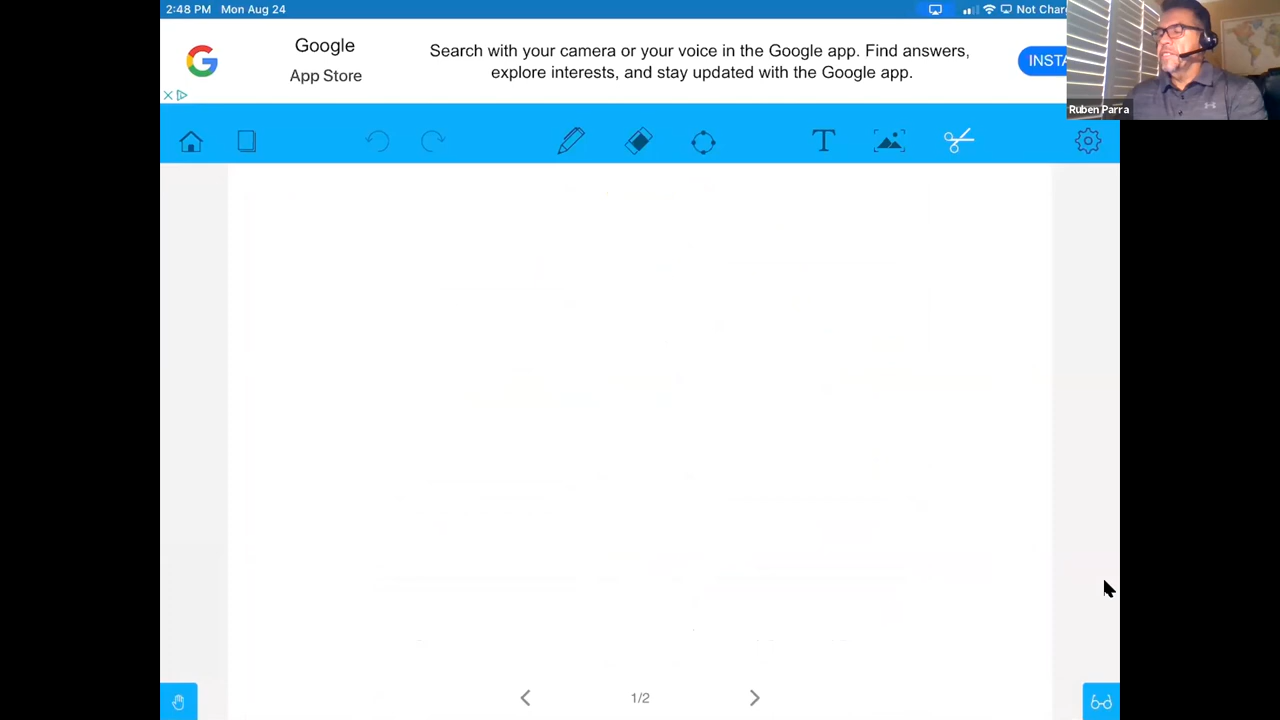 2:48 PM Mon Aug 24
Not Charg
Google
App Store
Search with your camera or your voice in the Google app. Find answers,
explore interests, and stay updated with the Google app.
INSTA
Ruben Parra
T
1/2